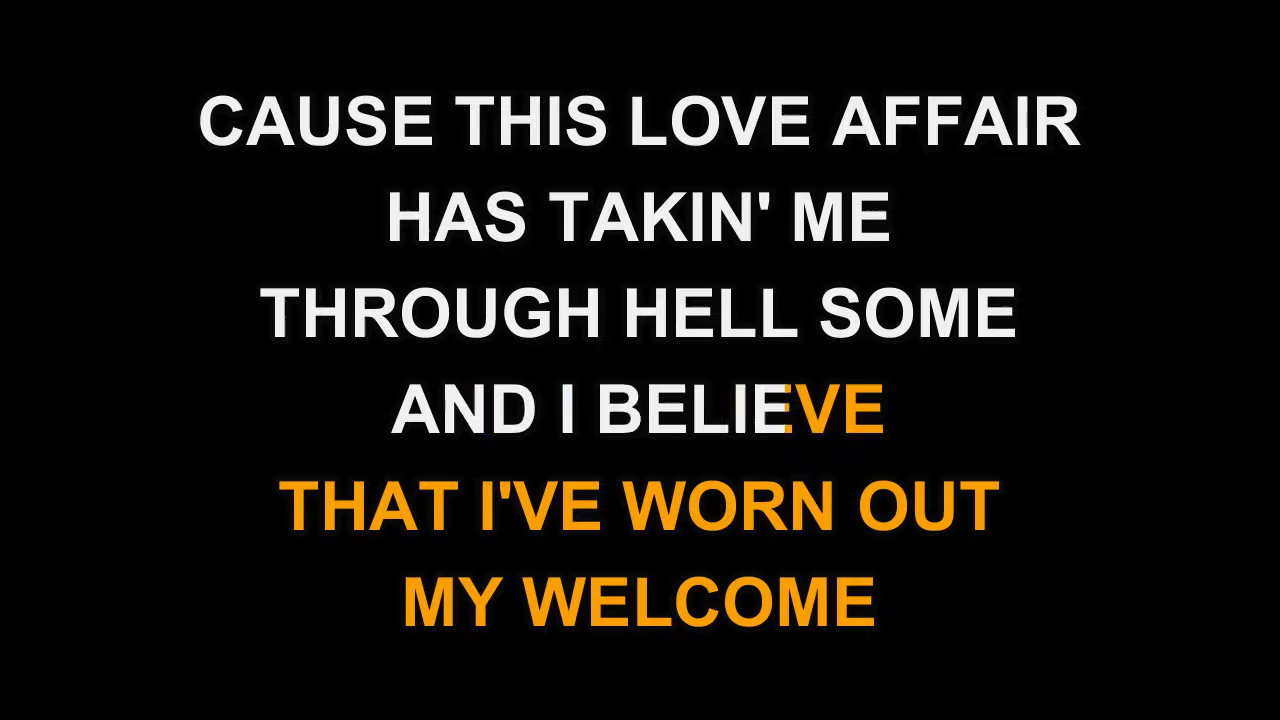 CAUSE THIS LOVE AFFAIR
HAS TAKIN' ME
THROUGH HELL SOME
AND I BELIEVE
THAT I'VE WORN OUT
MY WELCOME